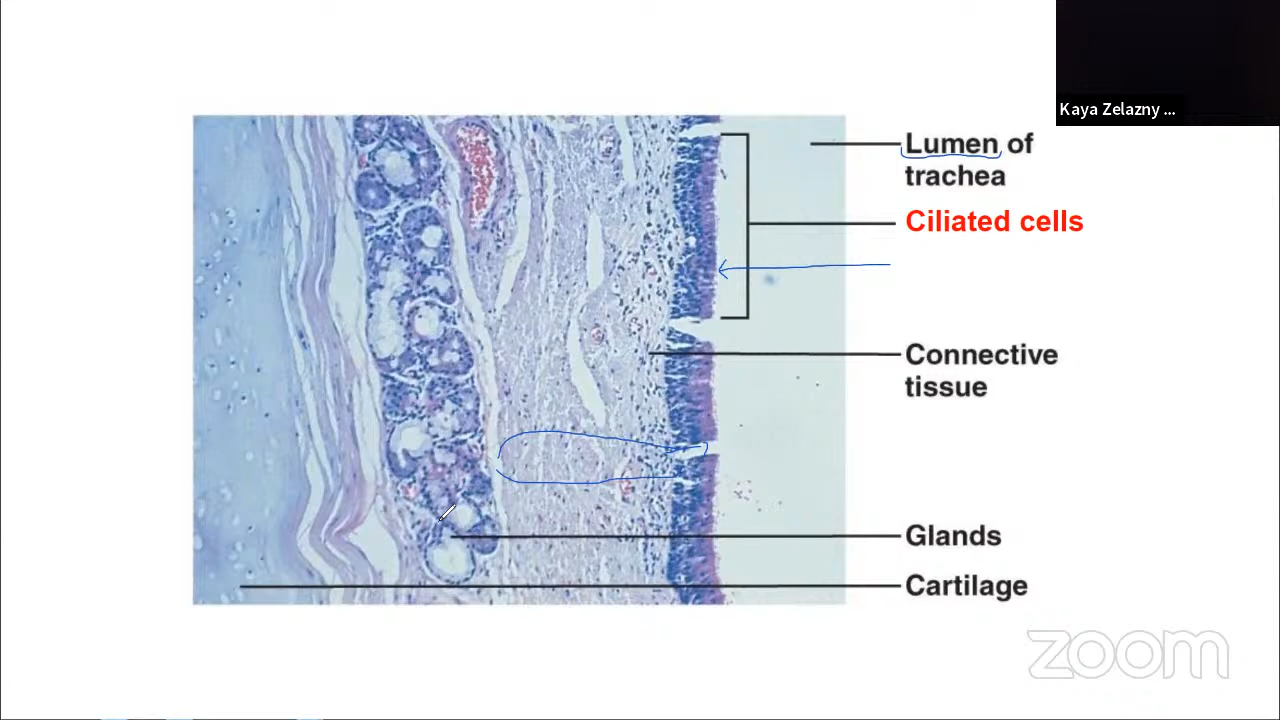 Kaya Zelazny ...
Lumen of
trachea
Ciliated cells
Connective
tissue
Glands
Cartilage
zoom